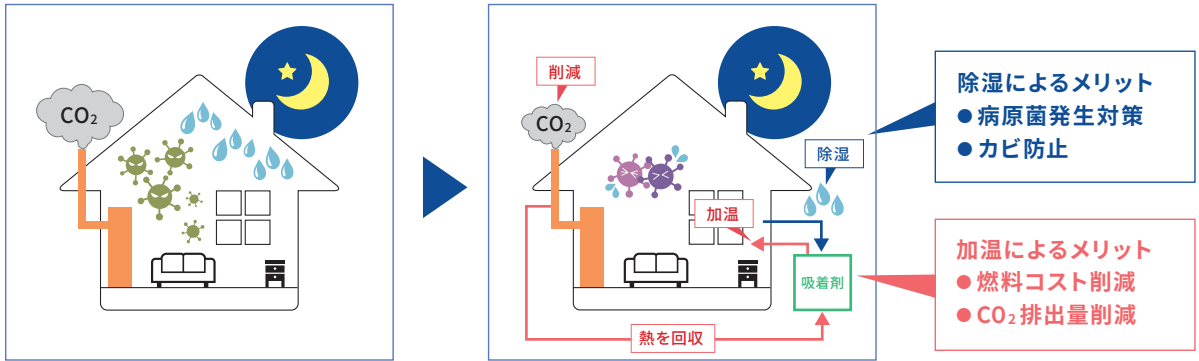 CO₂
削減
CO₂
除湿
加温
吸着剤
熱を回収
除湿によるメリット
●病原菌発生対策
●カビ防止
加温によるメリット
●燃料コスト削減
●CO₂排出量削減